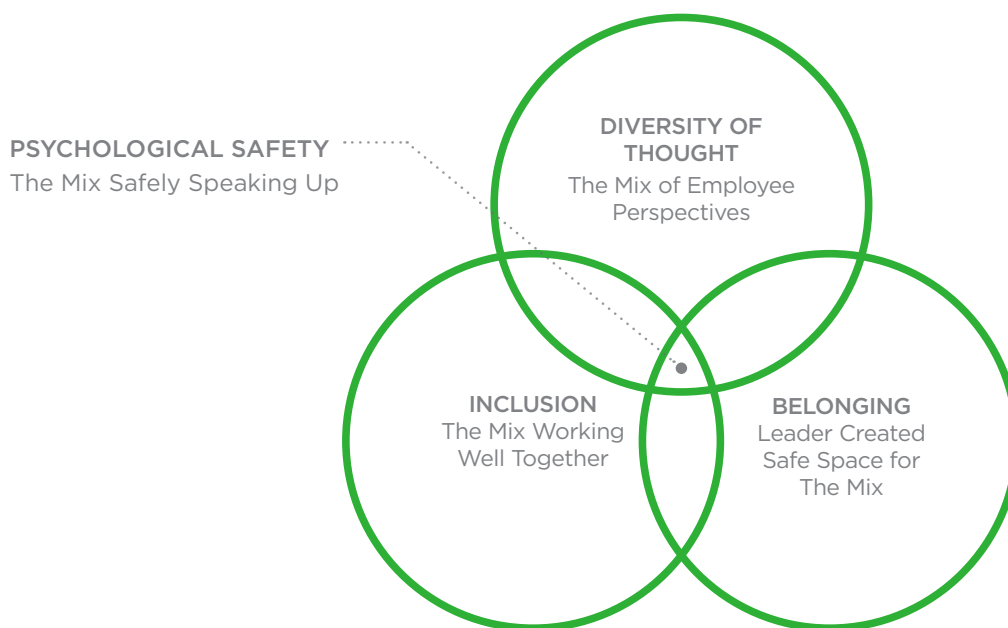 PSYCHOLOGICAL SAFETY
The Mix Safely Speaking Up
DIVERSITY OF
THOUGHT
The Mix of Employee
Perspectives
INCLUSION
The Mix Working
Well Together
BELONGING
Leader Created
Safe Space for
The Mix